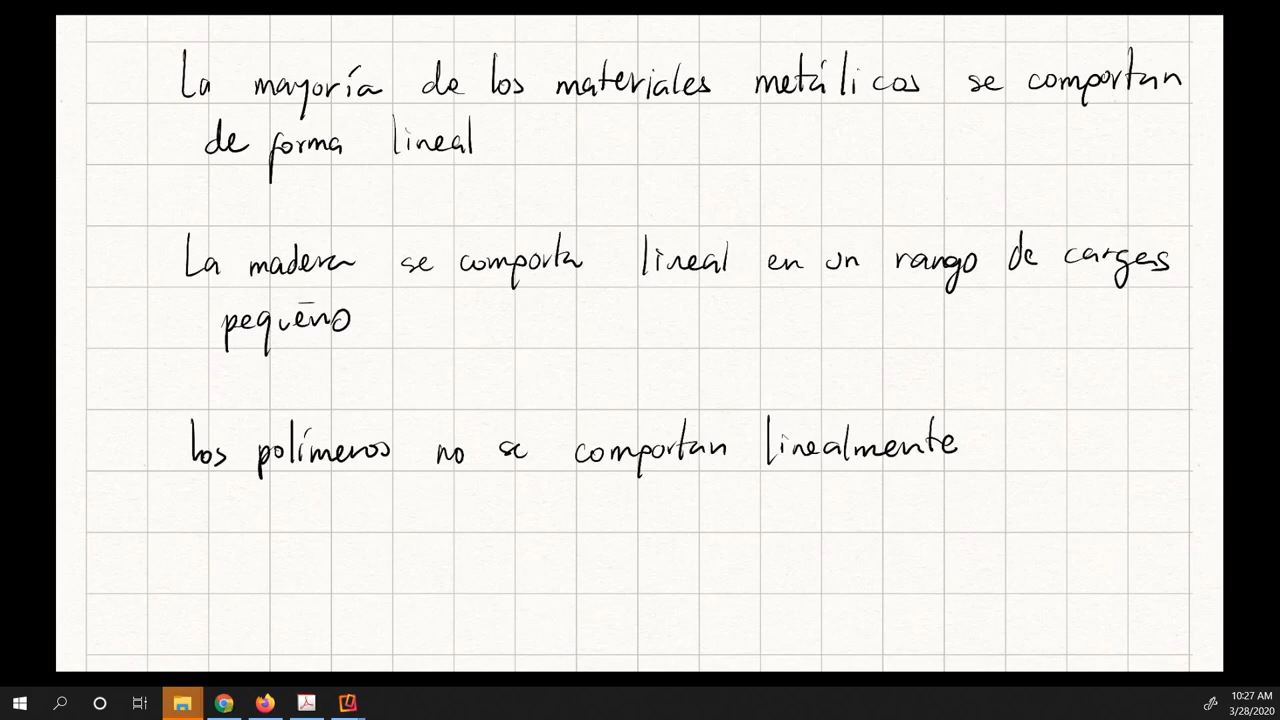 La mayoría de los materiales metálicos se comportan
de forma lineal
La madera se comporta lineal en un rango de cargas
pequeño
los polímeros no se comportan linealmente
10:27 AM
3/28/2020